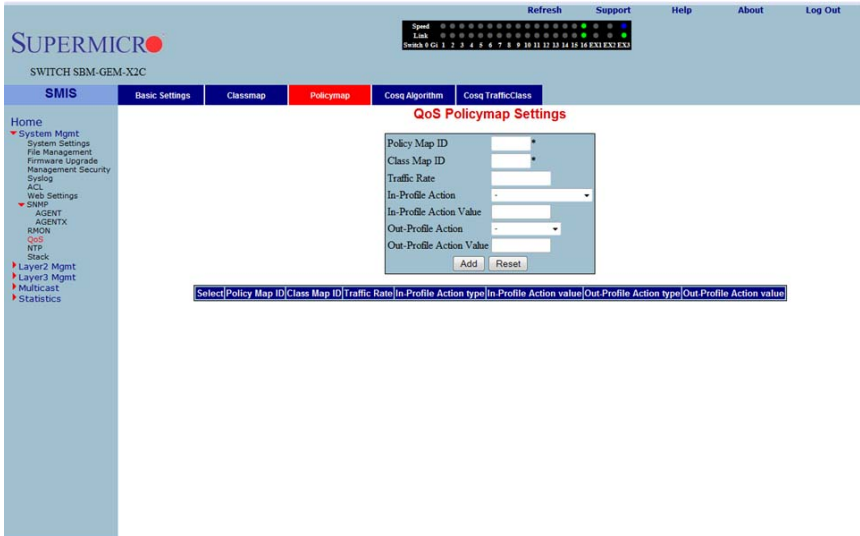 Refresh Support Help About Log Out
Speed
Link
Switch 0 Gi 1 2 3 4 5 6 7 8 9 10 11 12 13 14 15 16 EX1 EX2 EX3
SUPERMICRO
SWITCH SBM-GEM-X2C
SMIS
Basic Settings Classmap Policymap Cosq Algorithm Cosq TrafficClass
Home
System Mgmt
System Settings
File Management
Firmware Upgrade
Management Security
Syslog
ACL
Web Settings
SNMP
AGENT
AGENTX
RMON
QoS
NTP
Stack
Layer2 Mgmt
Layer3 Mgmt
Multicast
Statistics
QoS Policymap Settings
Policy Map ID *
Class Map ID *
Traffic Rate
In-Profile Action -
In-Profile Action Value
Out-Profile Action -
Out-Profile Action Value
Add Reset
Select Policy Map ID Class Map ID Traffic Rate In-Profile Action type In-Profile Action value Out-Profile Action type Out-Profile Action value